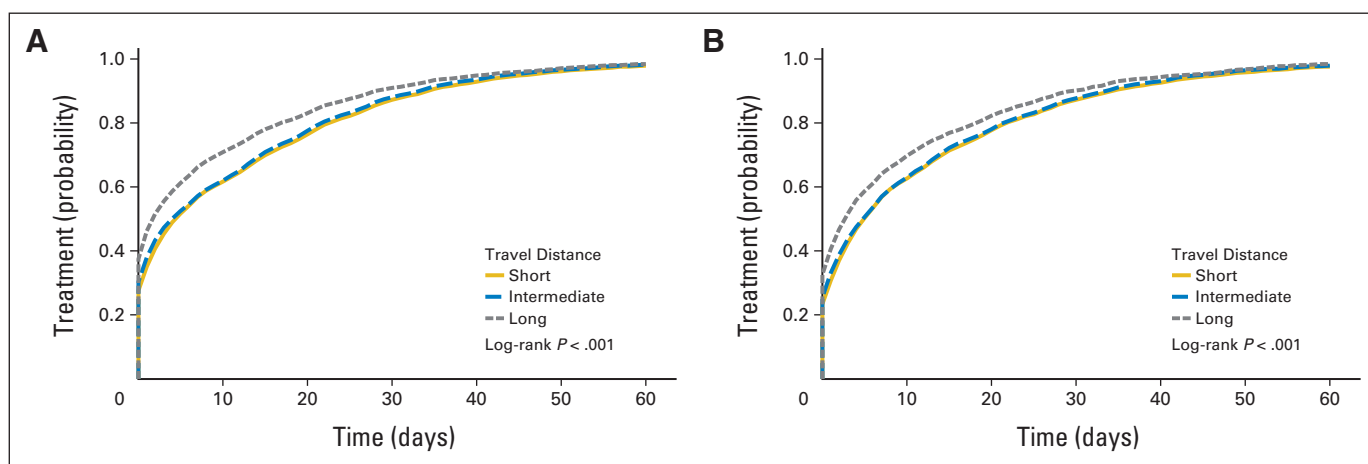 A
Treatment (probability)
1.0
0.8
0.6
0.4
0.2
0
10
20
30
40
50
60
Time (days)
Travel Distance
Short
Intermediate
Long
Log-rank P < .001
B
Treatment (probability)
1.0
0.8
0.6
0.4
0.2
0
10
20
30
40
50
60
Time (days)
Travel Distance
Short
Intermediate
Long
Log-rank P < .001